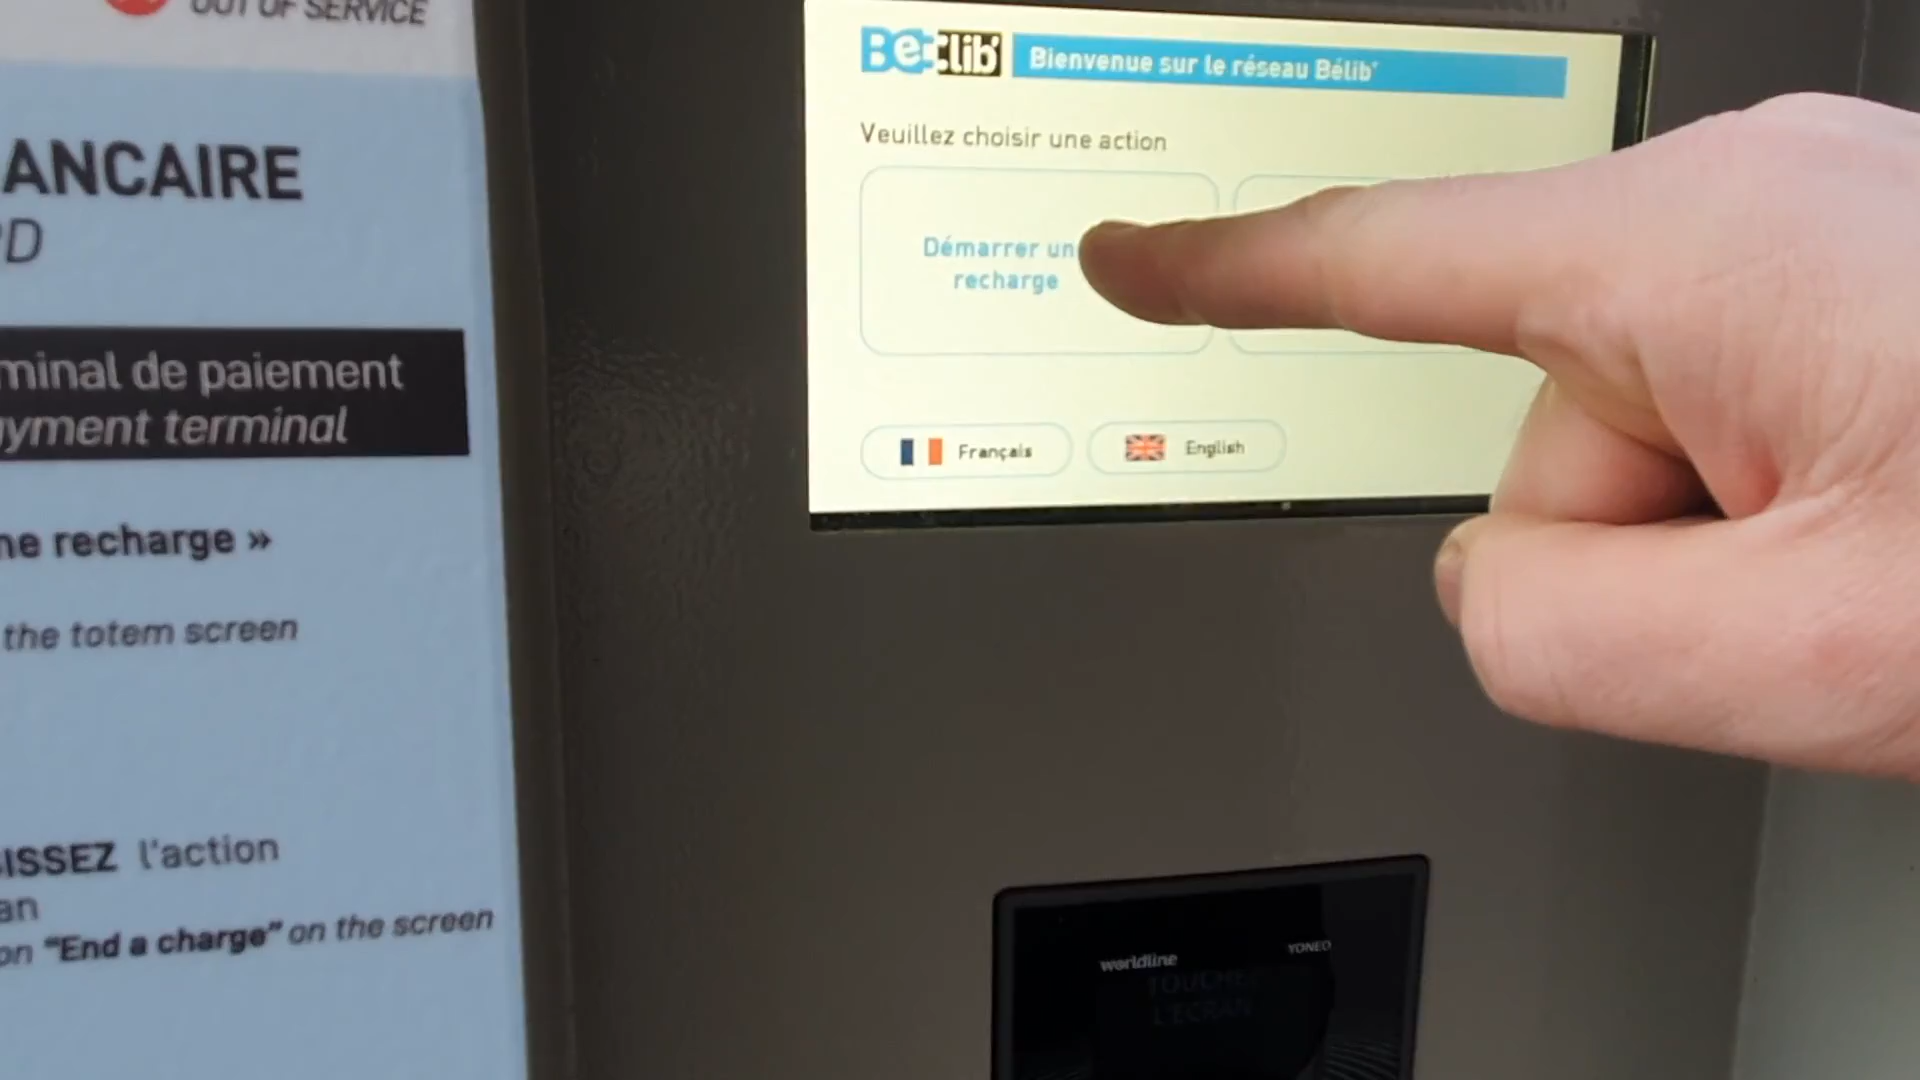 OUT OF SERVICE
ANCAIRE
minal de paiement
yment terminal
ne recharge »
the totem screen
ISSEZ l'action
an
on "End a charge" on the screen
Be:lib'
Bienvenue sur le réseau Bélib'
Veuillez choisir une action
Démarrer un
recharge
Français
English
worldline
YONEO
TOUCHEZ
L'ECRAN